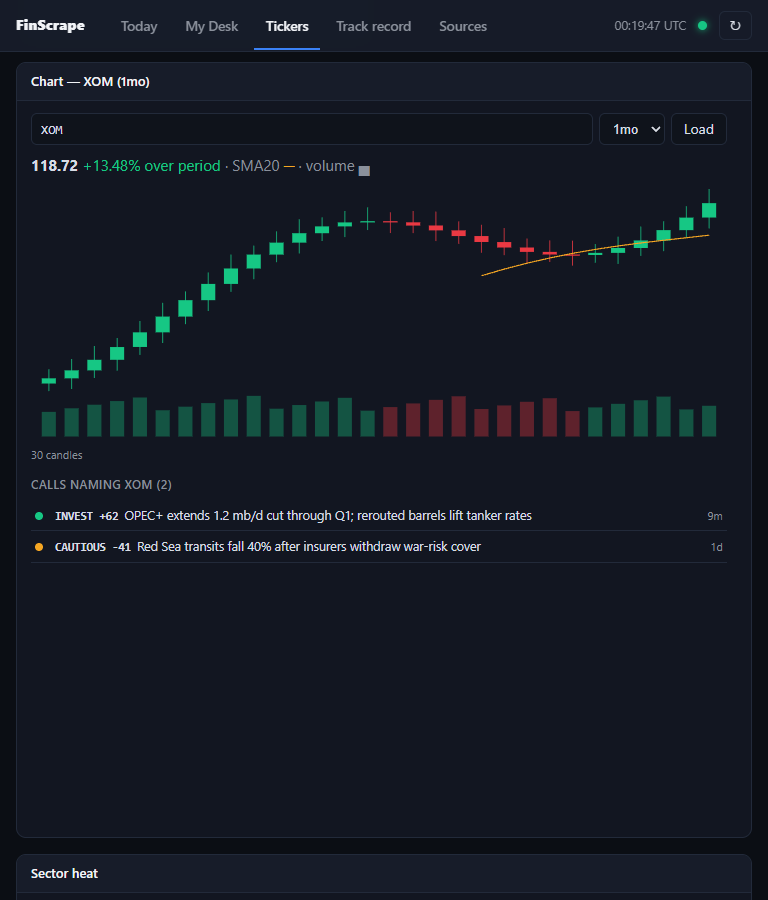 FinScrape Today My Desk Tickers Track record Sources 00:19:47 UTC
Chart — XOM (1mo)
XOM 1mo Load
118.72 +13.48% over period · SMA20 — · volume
30 candles
CALLS NAMING XOM (2)
INVEST +62 OPEC+ extends 1.2 mb/d cut through Q1; rerouted barrels lift tanker rates 9m
CAUTIOUS -41 Red Sea transits fall 40% after insurers withdraw war-risk cover 1d
Sector heat